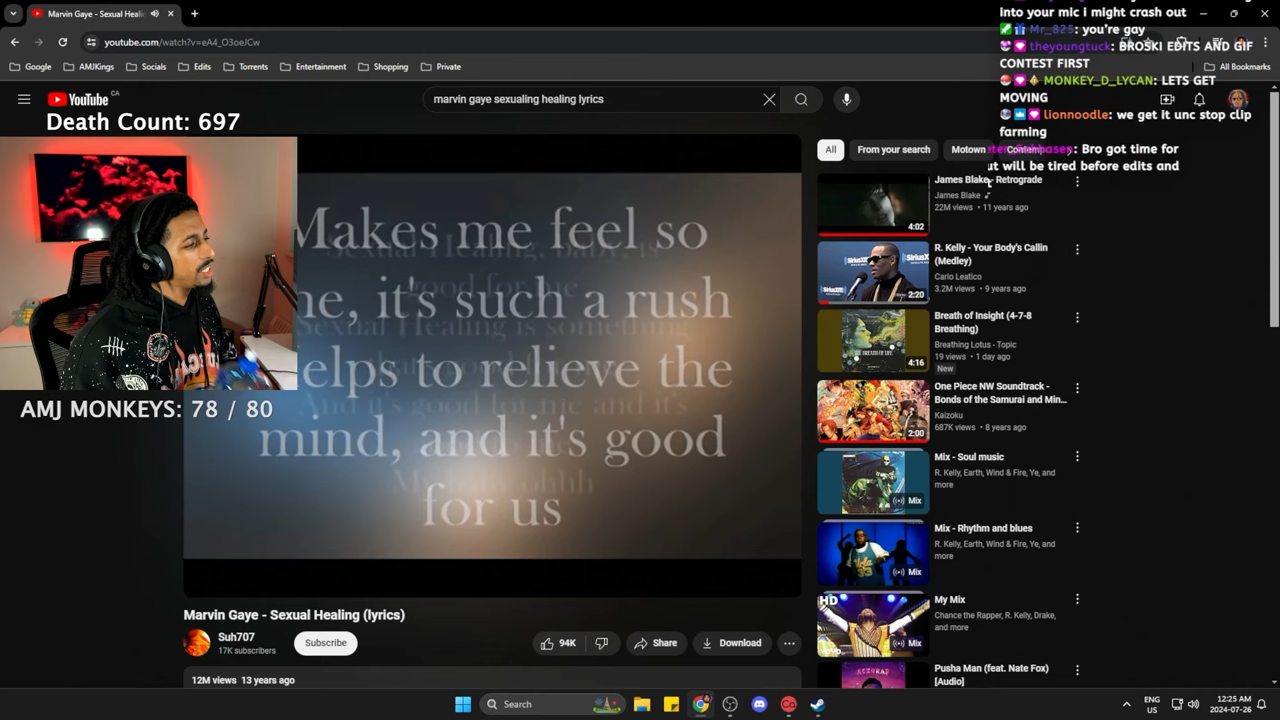 Marvin Gaye - Sexual Heali
youtube.com/watch?v=eA4_O3oeJCw
Google
AMJKings
Socials
Edits
Torrents
Entertainment
Shopping
Private
All Bookmarks
into your mic i might crash out
Mr_825: you're gay
theyoungtuck: BROSKI EDITS AND GIF
CONTEST FIRST
MONKEY_D_LYCAN: LETS GET
MOVING
lionnoodle: we get it unc stop clip
farming
: Bro got time for
ut will be tired before edits and
YouTube CA
marvin gaye sexualing healing lyrics
Death Count: 697
AMJ MONKEYS: 78 / 80
Makes me feel so
ne, it's such a rush
elps to relieve the
mind, and it's good
for us
Marvin Gaye - Sexual Healing (lyrics)
Suh707
17K subscribers
Subscribe
94K
Share
Download
12M views 13 years ago
All
From your search
Motown
James Blake - Retrograde
James Blake
22M views • 11 years ago
4:02
R. Kelly - Your Body's Callin
(Medley)
Carlo Leatico
3.2M views • 9 years ago
SiriusXM
2:20
Breath of Insight (4-7-8
Breathing)
Breathing Lotus - Topic
19 views • 1 day ago
New
4:16
One Piece NW Soundtrack -
Bonds of the Samurai and Min...
Kaizoku
687K views • 8 years ago
2:00
Mix - Soul music
R. Kelly, Earth, Wind & Fire, Ye, and
more
Mix
Mix - Rhythm and blues
R. Kelly, Earth, Wind & Fire, Ye, and
more
Mix
My Mix
Chance the Rapper, R. Kelly, Drake,
and more
HD
Mix
Pusha Man (feat. Nate Fox)
[Audio]
Search
ENG
US
12:25 AM
2024-07-26